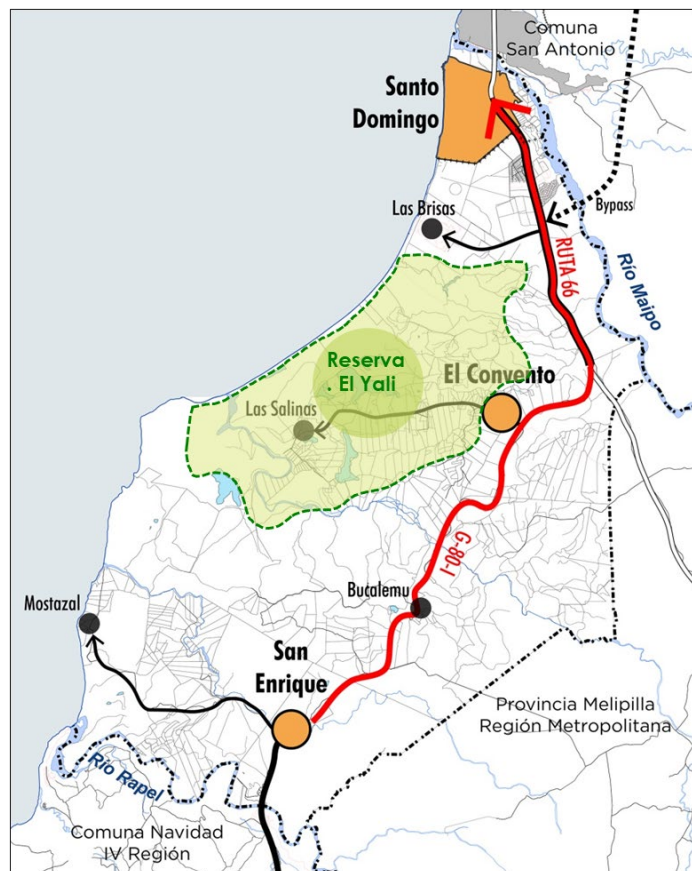 Comuna
San Antonio
Santo
Domingo
Las Brisas
Bypass
RUTA 66
Río Maipo
Reserva
. El Yali
El Convento
Las Salinas
G-80-I
Bucalemu
Mostazal
San
Enrique
Provincia Melipilla
Región Metropolitana
Río Rapel
Comuna Navidad
IV Región